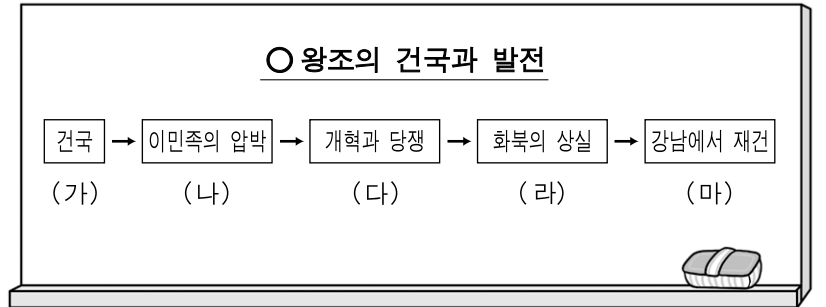 ○ 왕조의 건국과 발전
건국 → 이민족의 압박 → 개혁과 당쟁 → 화북의 상실 → 강남에서 재건
(가) (나) (다) (라) (마)